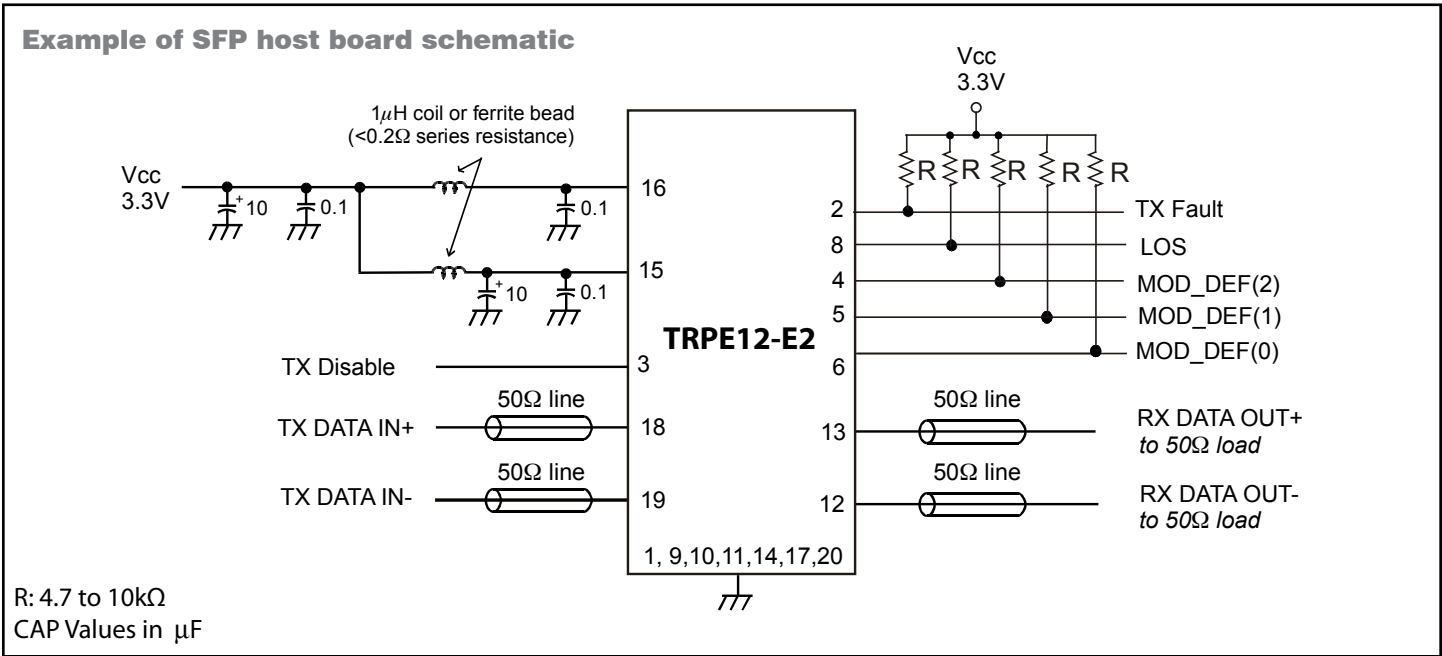 Example of SFP host board schematic
Vcc
3.3V
1μH coil or ferrite bead
(<0.2Ω series resistance)
R R R R R
Vcc
3.3V
+ 10
0.1
0.1
16
2
TX Fault
8
LOS
15
4
MOD_DEF(2)
+ 10
0.1
5
MOD_DEF(1)
TRPE12-E2
6
MOD_DEF(0)
TX Disable
3
50Ω line
TX DATA IN+
18
50Ω line
13
RX DATA OUT+
to 50Ω load
50Ω line
TX DATA IN-
19
50Ω line
12
RX DATA OUT-
to 50Ω load
1, 9,10,11,14,17,20
R: 4.7 to 10kΩ
CAP Values in μF